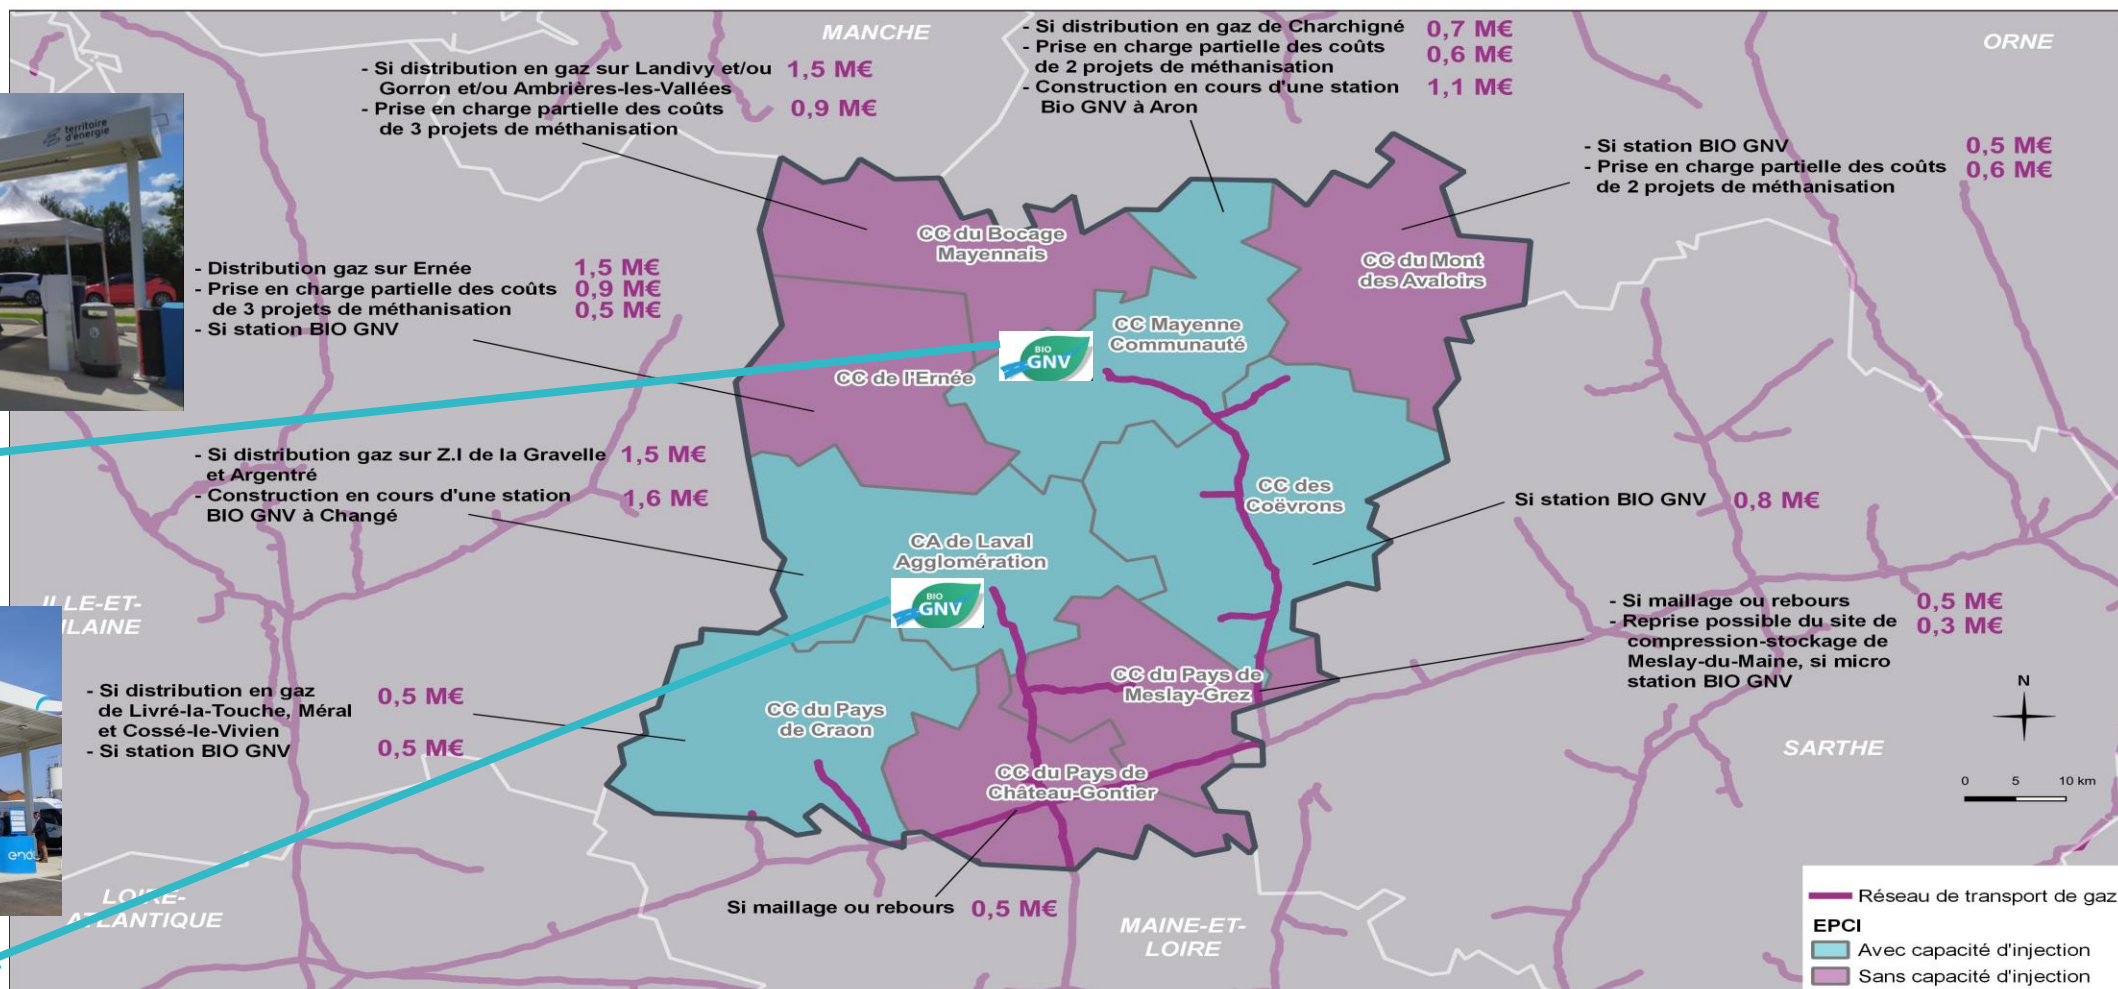 MANCHE
ORNE
- Si distribution en gaz sur Landivy et/ou 1,5 M€
Gorron et/ou Ambrières-les-Vallées
- Prise en charge partielle des coûts 0,9 M€
de 3 projets de méthanisation
- Si distribution en gaz de Charchigné 0,7 M€
- Prise en charge partielle des coûts 0,6 M€
de 2 projets de méthanisation
- Construction en cours d'une station 1,1 M€
Bio GNV à Aron
- Si station BIO GNV 0,5 M€
- Prise en charge partielle des coûts 0,6 M€
de 2 projets de méthanisation
territoire
d'énergie
- Distribution gaz sur Ernée 1,5 M€
- Prise en charge partielle des coûts 0,9 M€
de 3 projets de méthanisation 0,5 M€
- Si station BIO GNV
CC du Bocage
Mayennais
CC du Mont
des Avaloirs
CC Mayenne
Communauté
BIO
GNV
CC de l'Ernée
- Si distribution gaz sur Z.I de la Gravelle 1,5 M€
et Argentré
- Construction en cours d'une station 1,6 M€
BIO GNV à Changé
CC des
Coëvrons
Si station BIO GNV 0,8 M€
CA de Laval
Agglomération
BIO
GNV
ILLE-ET-
ILAINE
- Si maillage ou rebours 0,5 M€
- Reprise possible du site de 0,3 M€
compression-stockage de
Meslay-du-Maine, si micro
station BIO GNV
- Si distribution en gaz 0,5 M€
de Livré-la-Touche, Méral
et Cossé-le-Vivien
- Si station BIO GNV 0,5 M€
CC du Pays de
Meslay-Grez
CC du Pays
de Craon
CC du Pays de
Château-Gontier
N
SARTHE
0 5 10 km
LOIRE-
ATLANTIQUE
Si maillage ou rebours 0,5 M€
MAINE-ET-
LOIRE
Réseau de transport de gaz
EPCI
Avec capacité d'injection
Sans capacité d'injection